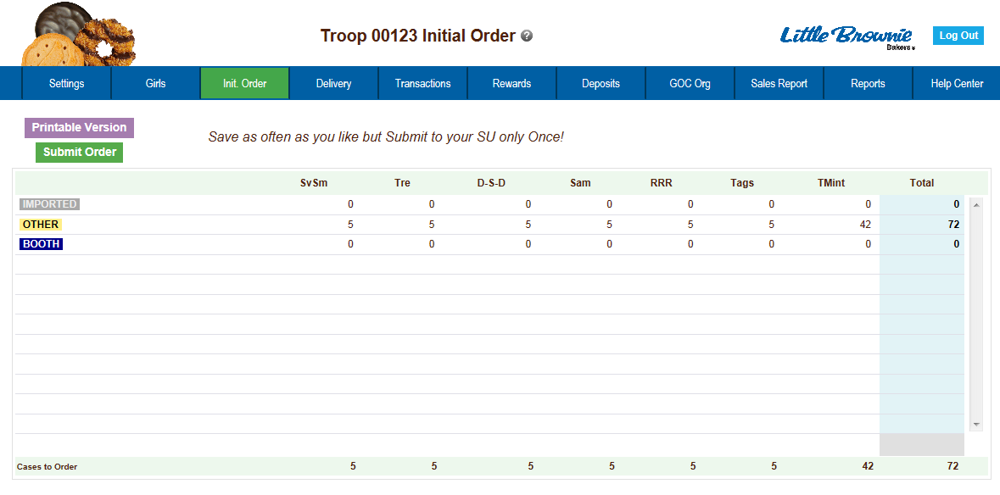 Troop 00123 Initial Order ?
Little Brownie
Bakers
Log Out
Settings Girls Init. Order Delivery Transactions Rewards Deposits GOC Org Sales Report Reports Help Center
Printable Version
Save as often as you like but Submit to your SU only Once!
Submit Order
SvSm Tre D-S-D Sam RRR Tags TMint Total
IMPORTED 0 0 0 0 0 0 0 0
OTHER 5 5 5 5 5 5 42 72
BOOTH 0 0 0 0 0 0 0 0
Cases to Order 5 5 5 5 5 5 42 72